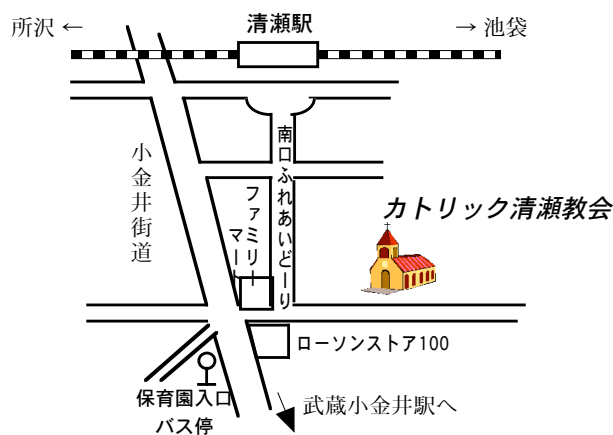 所沢 ←
清瀬駅
→ 池袋
小金井街道
南口ふれあいどーり
ファミリーマート
カトリック清瀬教会
ローソンストア100
保育園入口
バス停
武蔵小金井駅へ